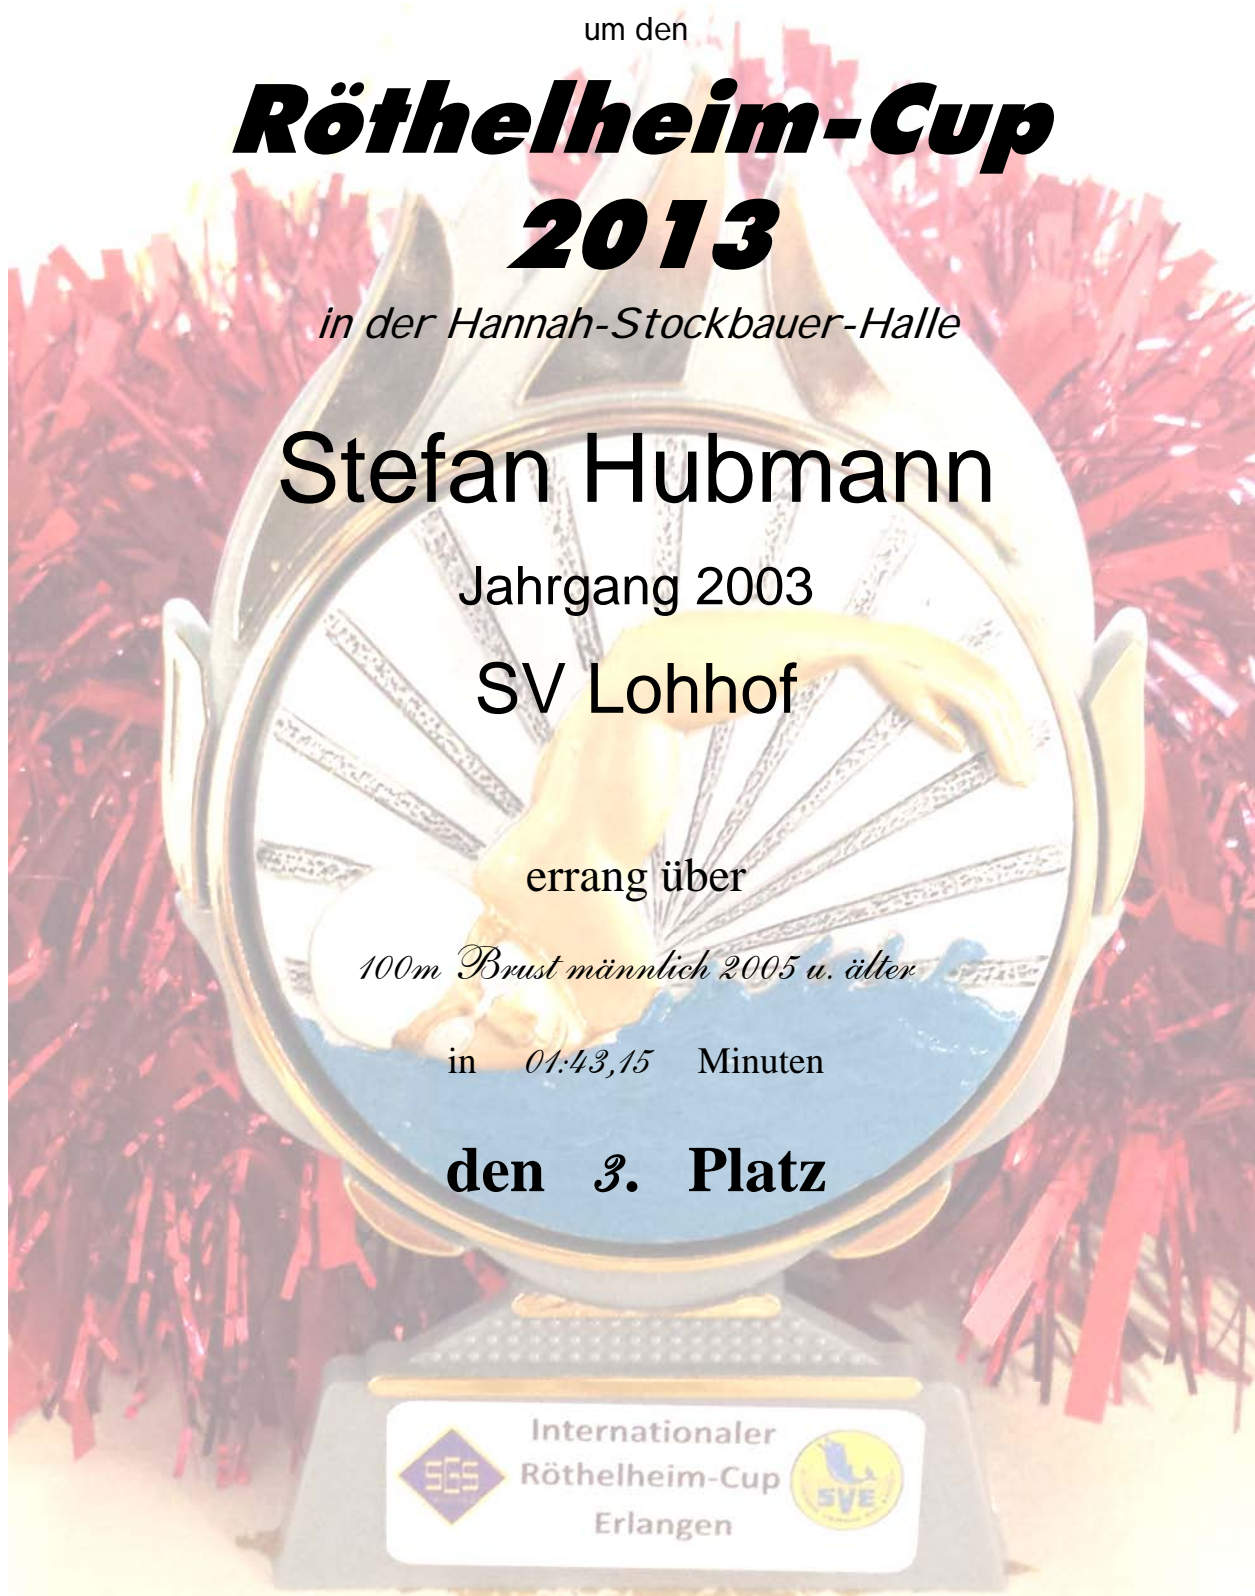 um den
Röthelheim-Cup
2013
in der Hannah-Stockbauer-Halle
Stefan Hubmann
Jahrgang 2003
SV Lohhof
errang über
100m Brust männlich 2005 u. älter
in 01:43,15 Minuten
den 3. Platz
Internationaler
SGS Röthelheim-Cup SVE
Erlangen